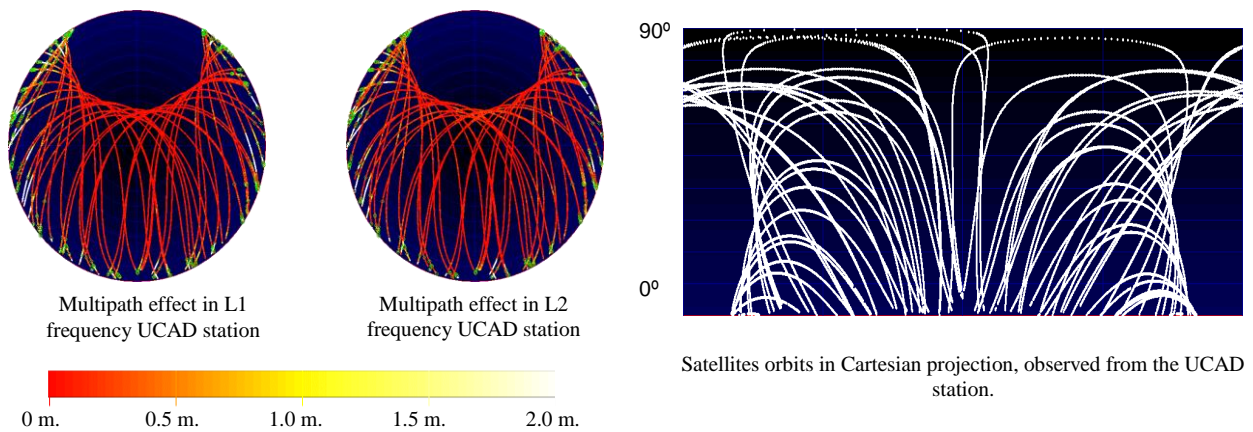 Multipath effect in L1
frequency UCAD station
Multipath effect in L2
frequency UCAD station
0 m.
0.5 m.
1.0 m.
1.5 m.
2.0 m.
90º
0º
Satellites orbits in Cartesian projection, observed from the UCAD
station.